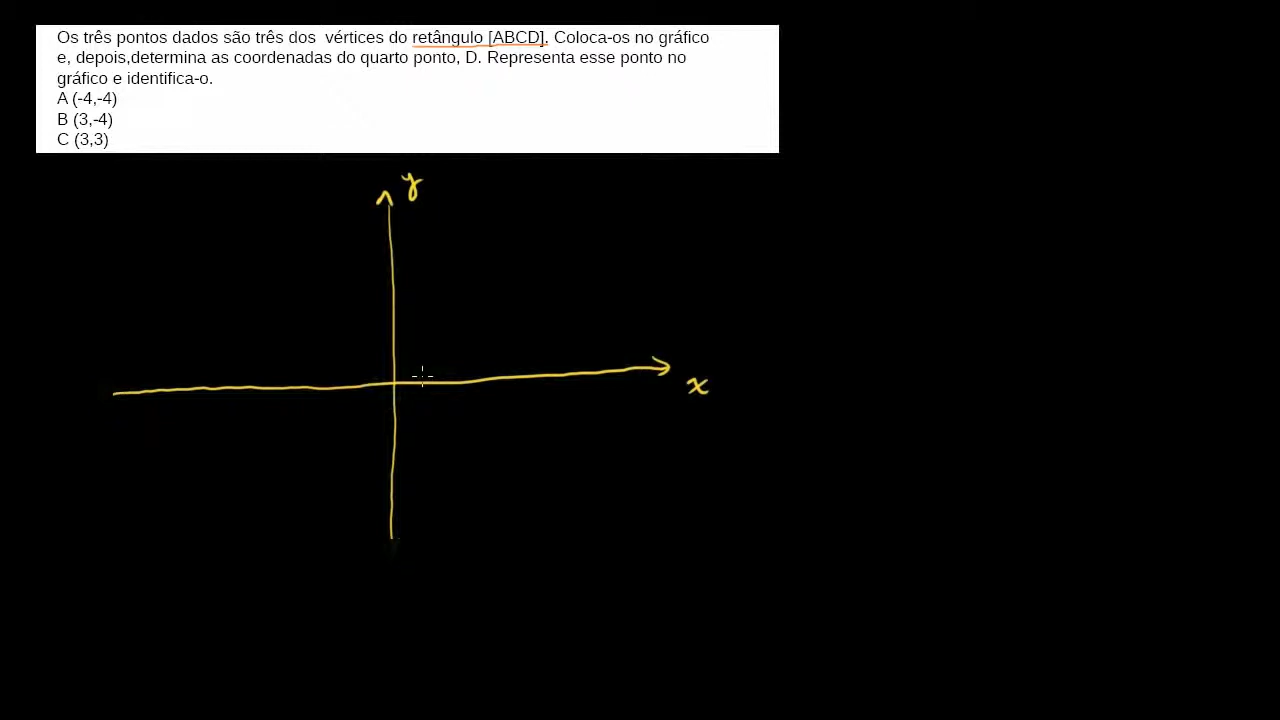 Os três pontos dados são três dos  vértices do retângulo [ABCD]. Coloca-os no gráfico
e, depois,determina as coordenadas do quarto ponto, D. Representa esse ponto no
gráfico e identifica-o.
A (-4,-4)
B (3,-4)
C (3,3)
y
x